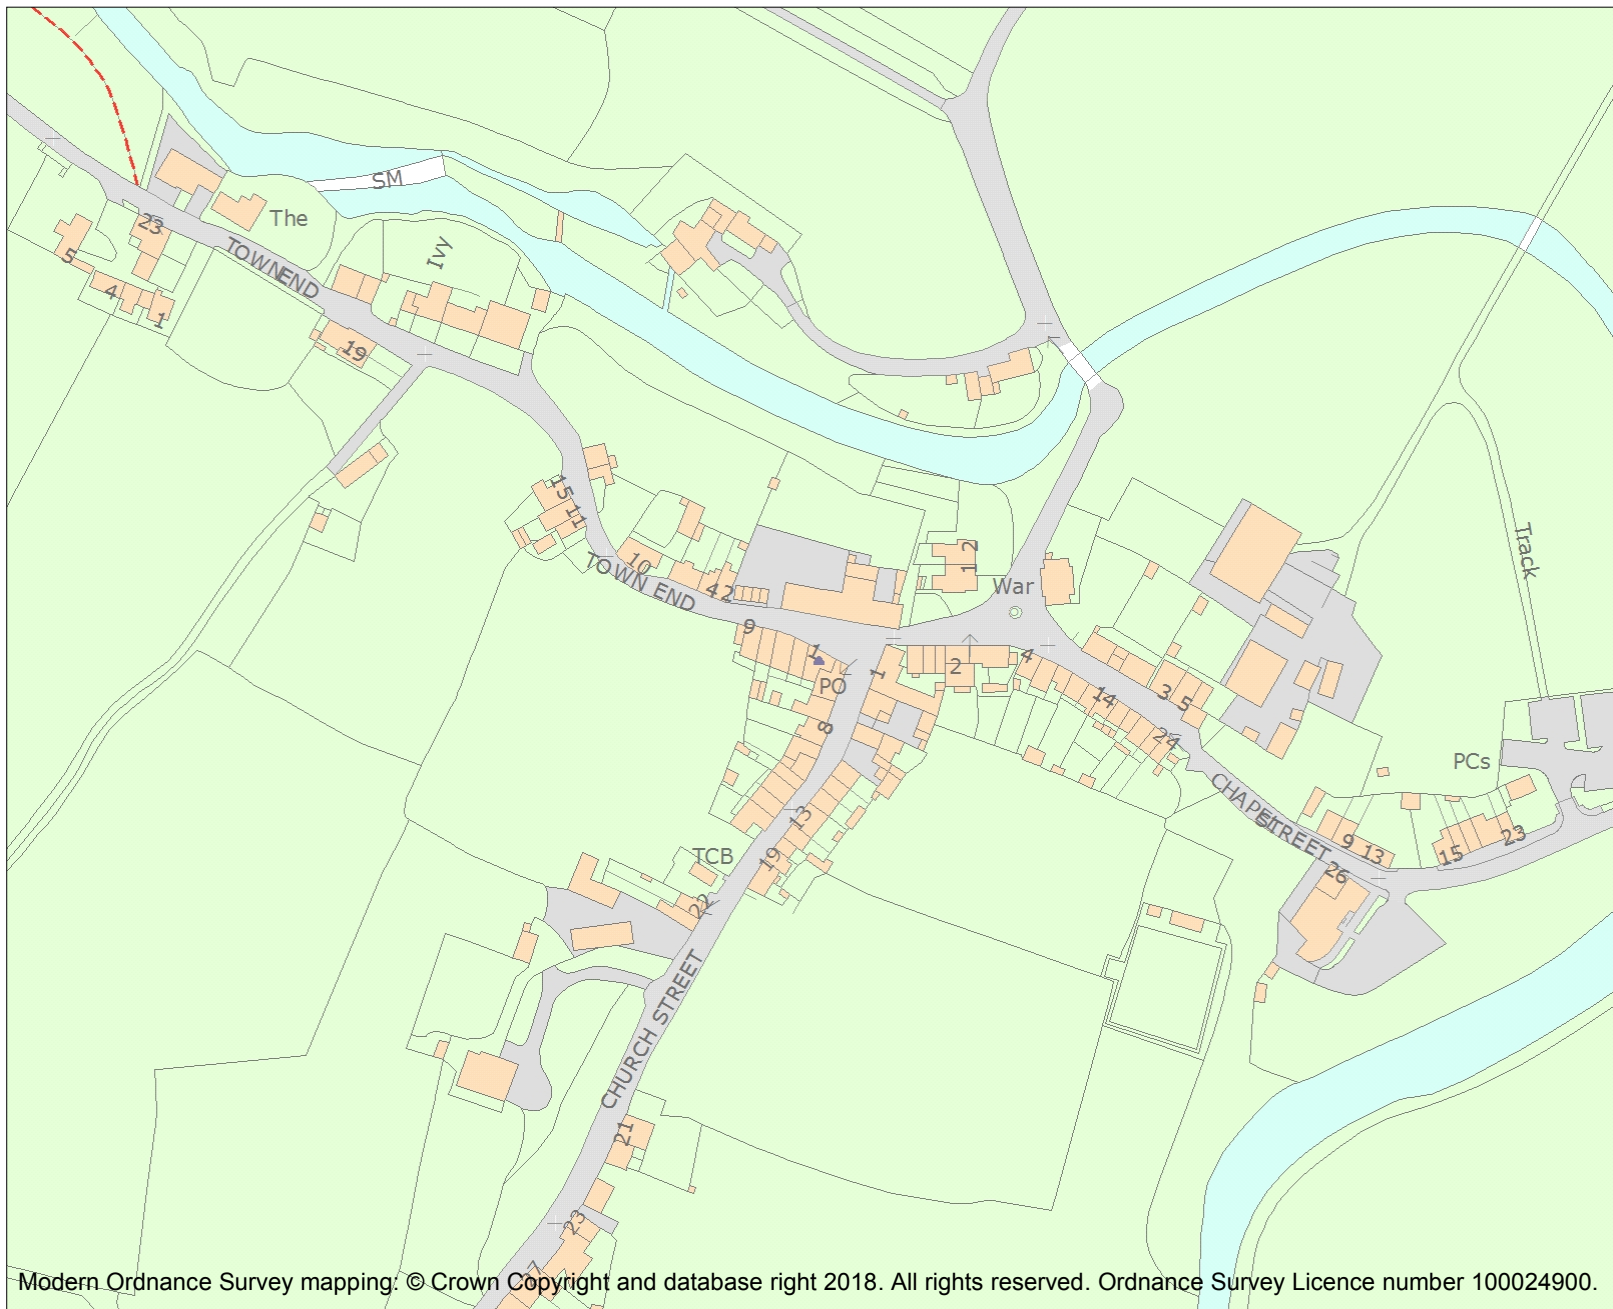 SM
23
The
TOWN END
Ivy
5
4
1
19
15
11
10
TOWN END
4 2
9
1
PO
8
1 2
War
1
2
4
14
24
3 5
Track
PCs
CHAPEL STREET
9
13
15
23
26
13
19
TCB
22
CHURCH STREET
21
23
27
Modern Ordnance Survey mapping: © Crown Copyright and database right 2018. All rights reserved. Ordnance Survey Licence number 100024900.